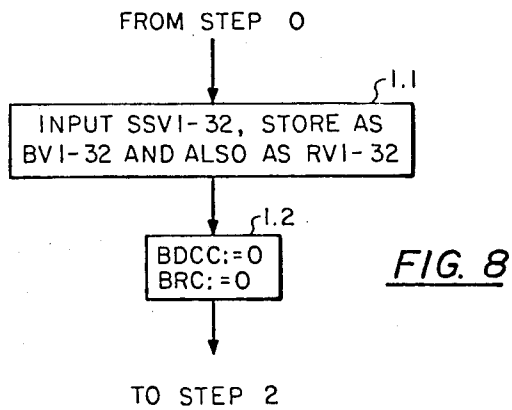 FROM STEP 0
1.1
INPUT SSV1-32, STORE AS
BV1-32 AND ALSO AS RV1-32
1.2
BDCC:=0
BRC:=0
FIG. 8
TO STEP 2